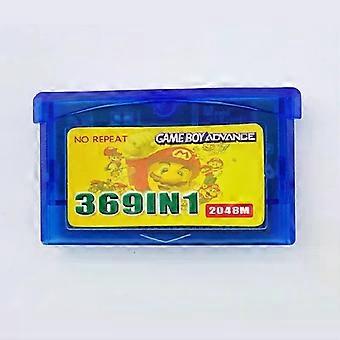 NO REPEAT GAME BOY ADVANCE
M
369IN1
2048M